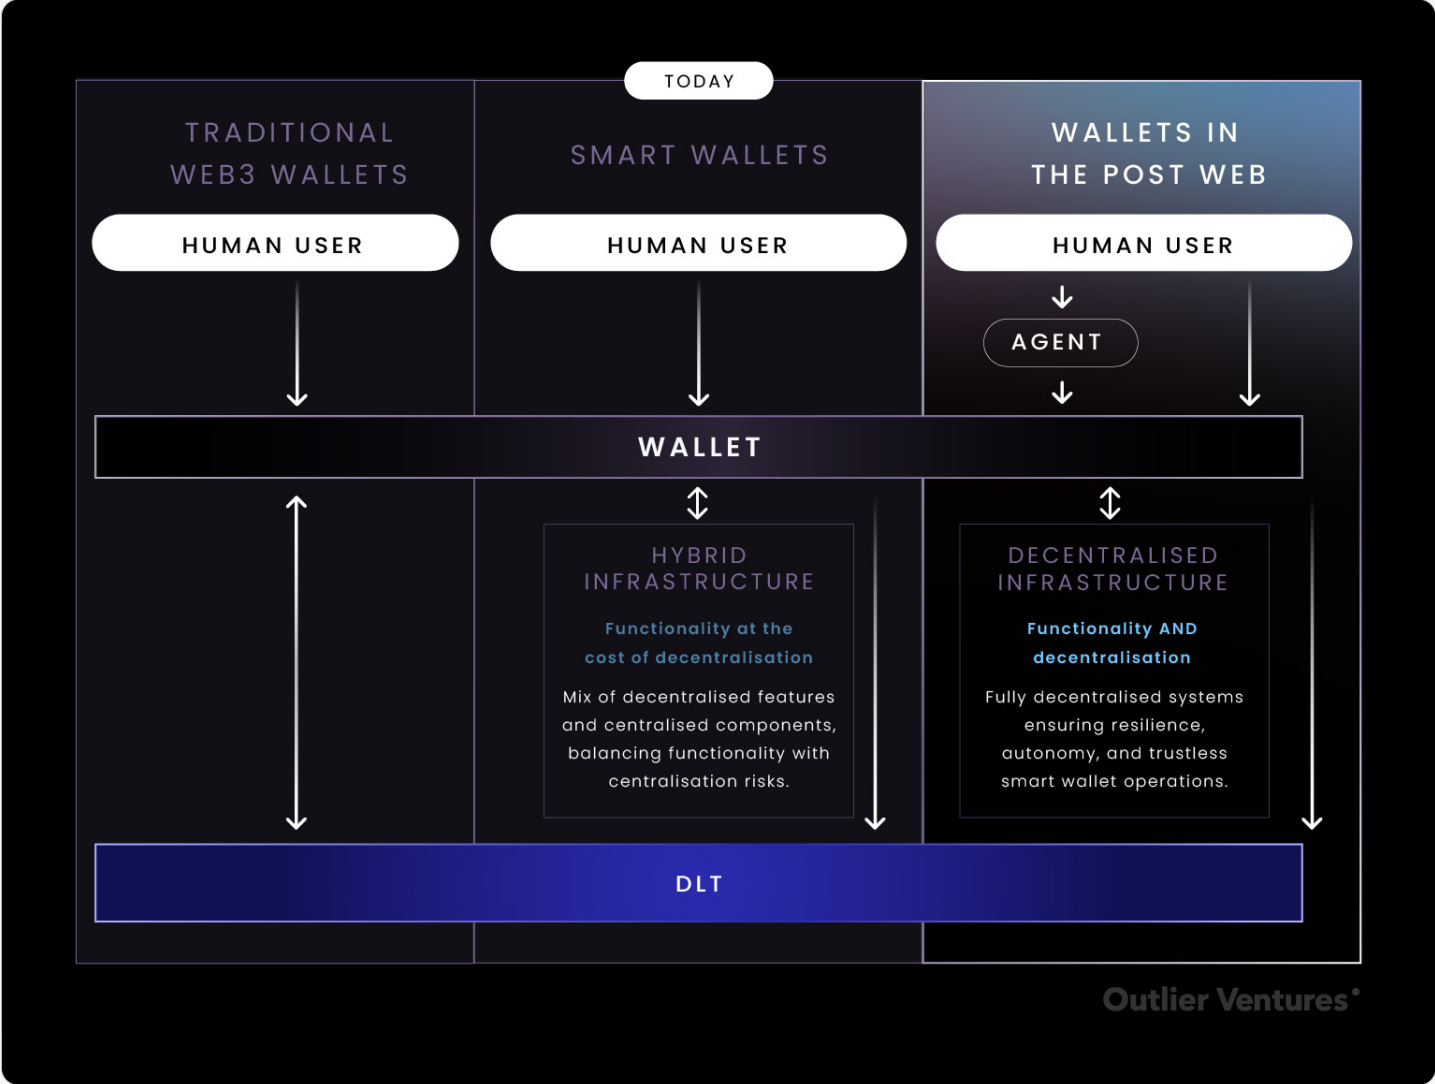 TODAY
TRADITIONAL
WEB3 WALLETS
SMART WALLETS
WALLETS IN
THE POST WEB
HUMAN USER
HUMAN USER
HUMAN USER
AGENT
WALLET
HYBRID
INFRASTRUCTURE
Functionality at the
cost of decentralisation
Mix of decentralised features
and centralised components,
balancing functionality with
centralisation risks.
DECENTRALISED
INFRASTRUCTURE
Functionality AND
decentralisation
Fully decentralised systems
ensuring resilience,
autonomy, and trustless
smart wallet operations.
DLT
Outlier Ventures